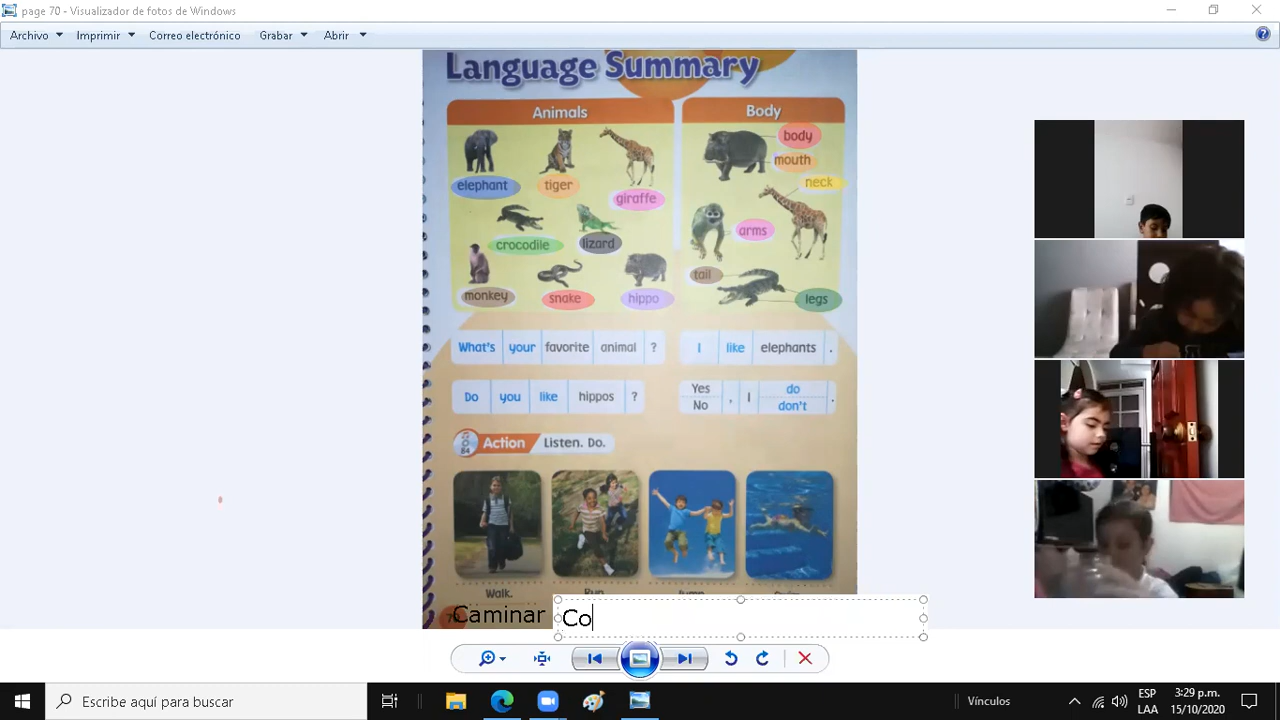 page 70 - Visualizador de fotos de Windows
Archivo Imprimir Correo electrónico Grabar Abrir
Language Summary
Animals
elephant
tiger
giraffe
crocodile
lizard
monkey
snake
hippo
Body
body
mouth
neck
arms
tail
legs
What's your favorite animal ?
I like elephants .
Do you like hippos ?
Yes
No
, I
do
don't
.
84
Action Listen. Do.
Walk.
Run
Caminar
Co
Escribe aquí para buscar
Vínculos
ESP
LAA
3:29 p.m.
15/10/2020